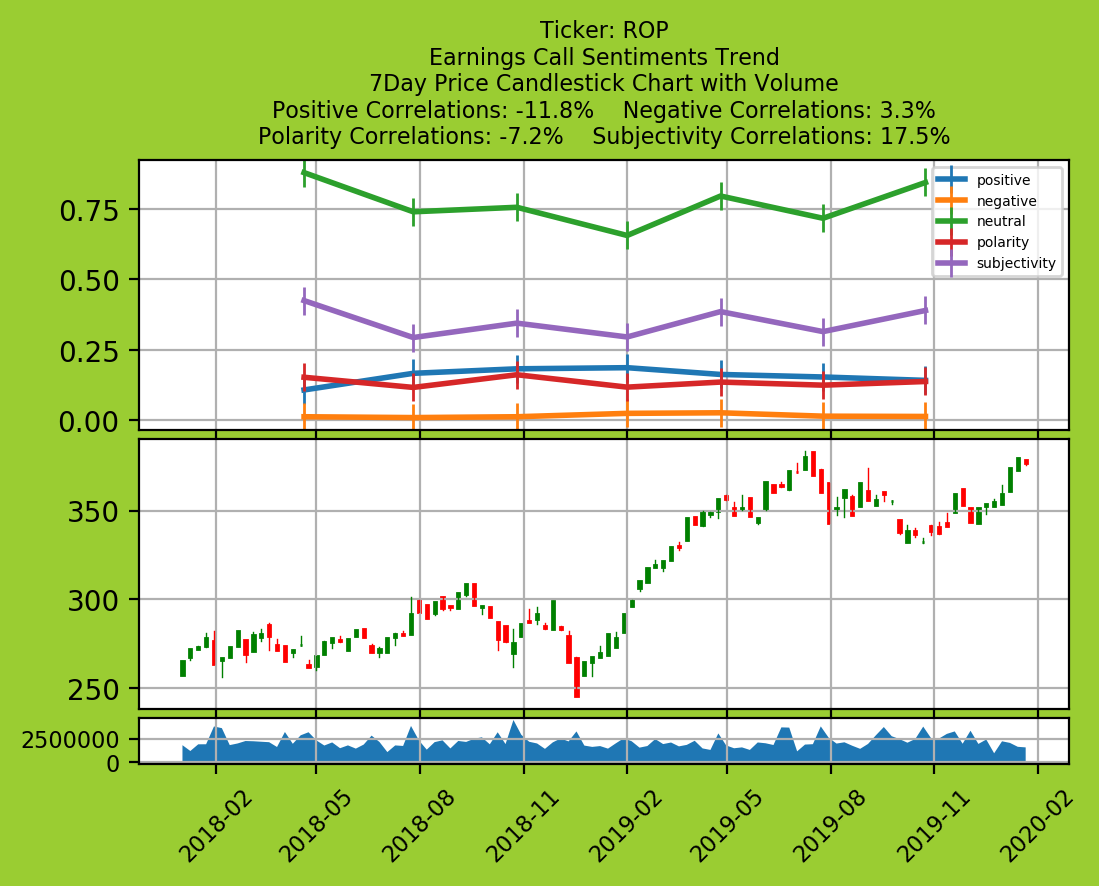 Ticker: ROP
Earnings Call Sentiments Trend
7Day Price Candlestick Chart with Volume
Positive Correlations: -11.8%    Negative Correlations: 3.3%
Polarity Correlations: -7.2%    Subjectivity Correlations: 17.5%
positive
negative
neutral
polarity
subjectivity
0.75
0.50
0.25
0.00
350
300
250
2500000
0
2018-02
2018-05
2018-08
2018-11
2019-02
2019-05
2019-08
2019-11
2020-02